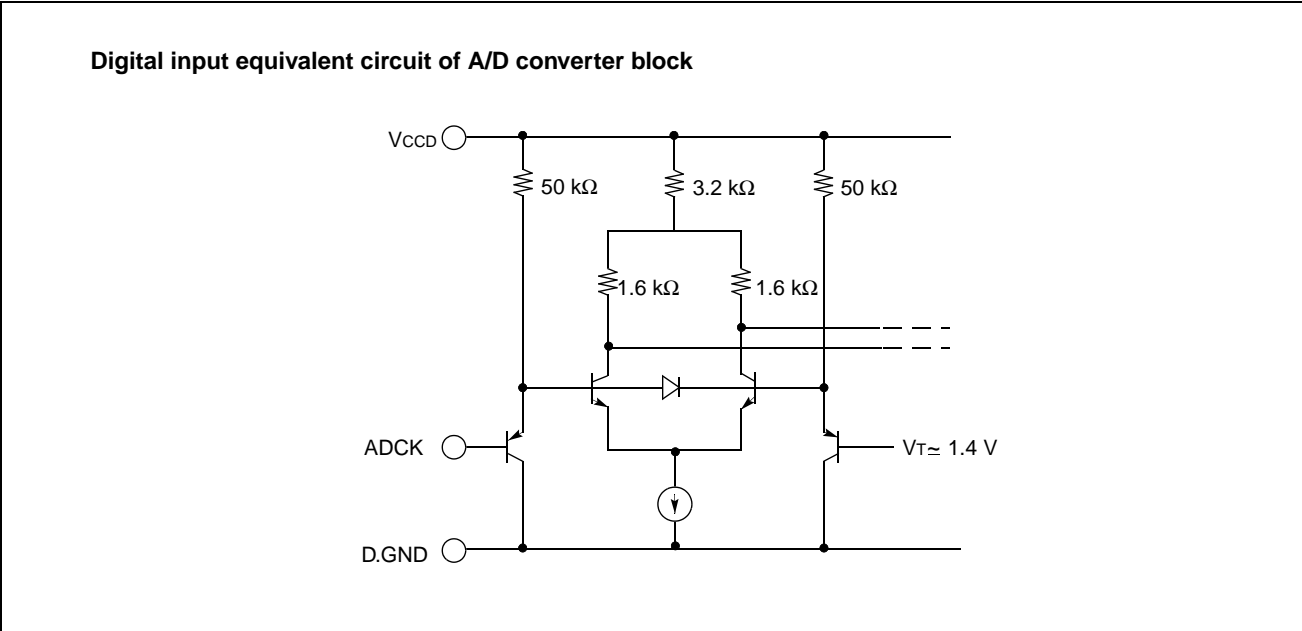 Digital input equivalent circuit of A/D converter block
VCCD
50 kΩ
3.2 kΩ
50 kΩ
1.6 kΩ
1.6 kΩ
ADCK
VT≃ 1.4 V
D.GND